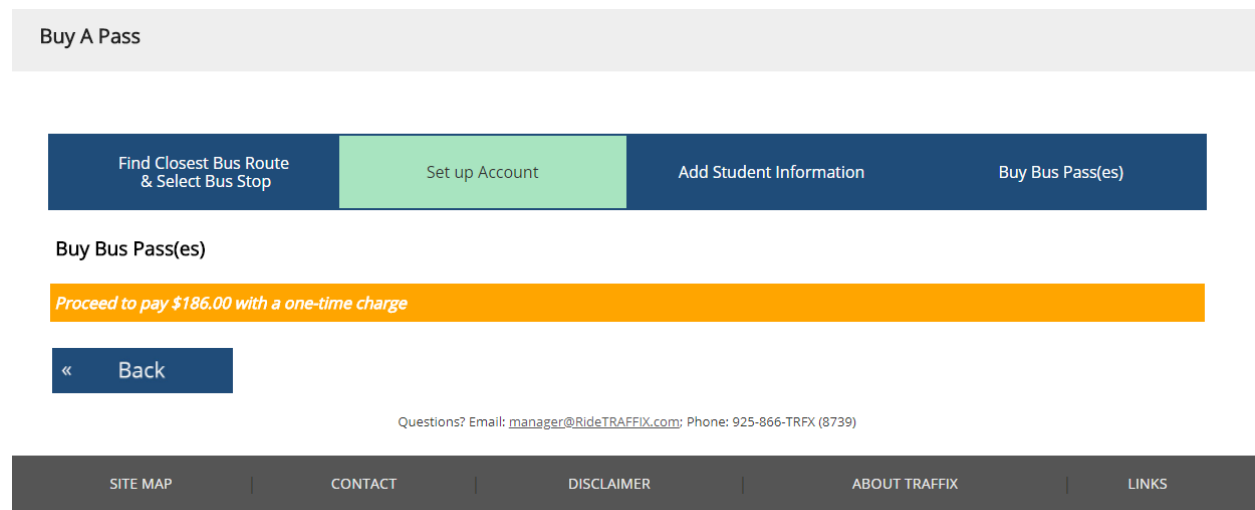 Buy A Pass
Find Closest Bus Route
& Select Bus Stop
Set up Account
Add Student Information
Buy Bus Pass(es)
Buy Bus Pass(es)
Proceed to pay $186.00 with a one-time charge
« Back
Questions? Email: manager@RideTRAFFIX.com; Phone: 925-866-TRFX (8739)
SITE MAP | CONTACT | DISCLAIMER | ABOUT TRAFFIX | LINKS